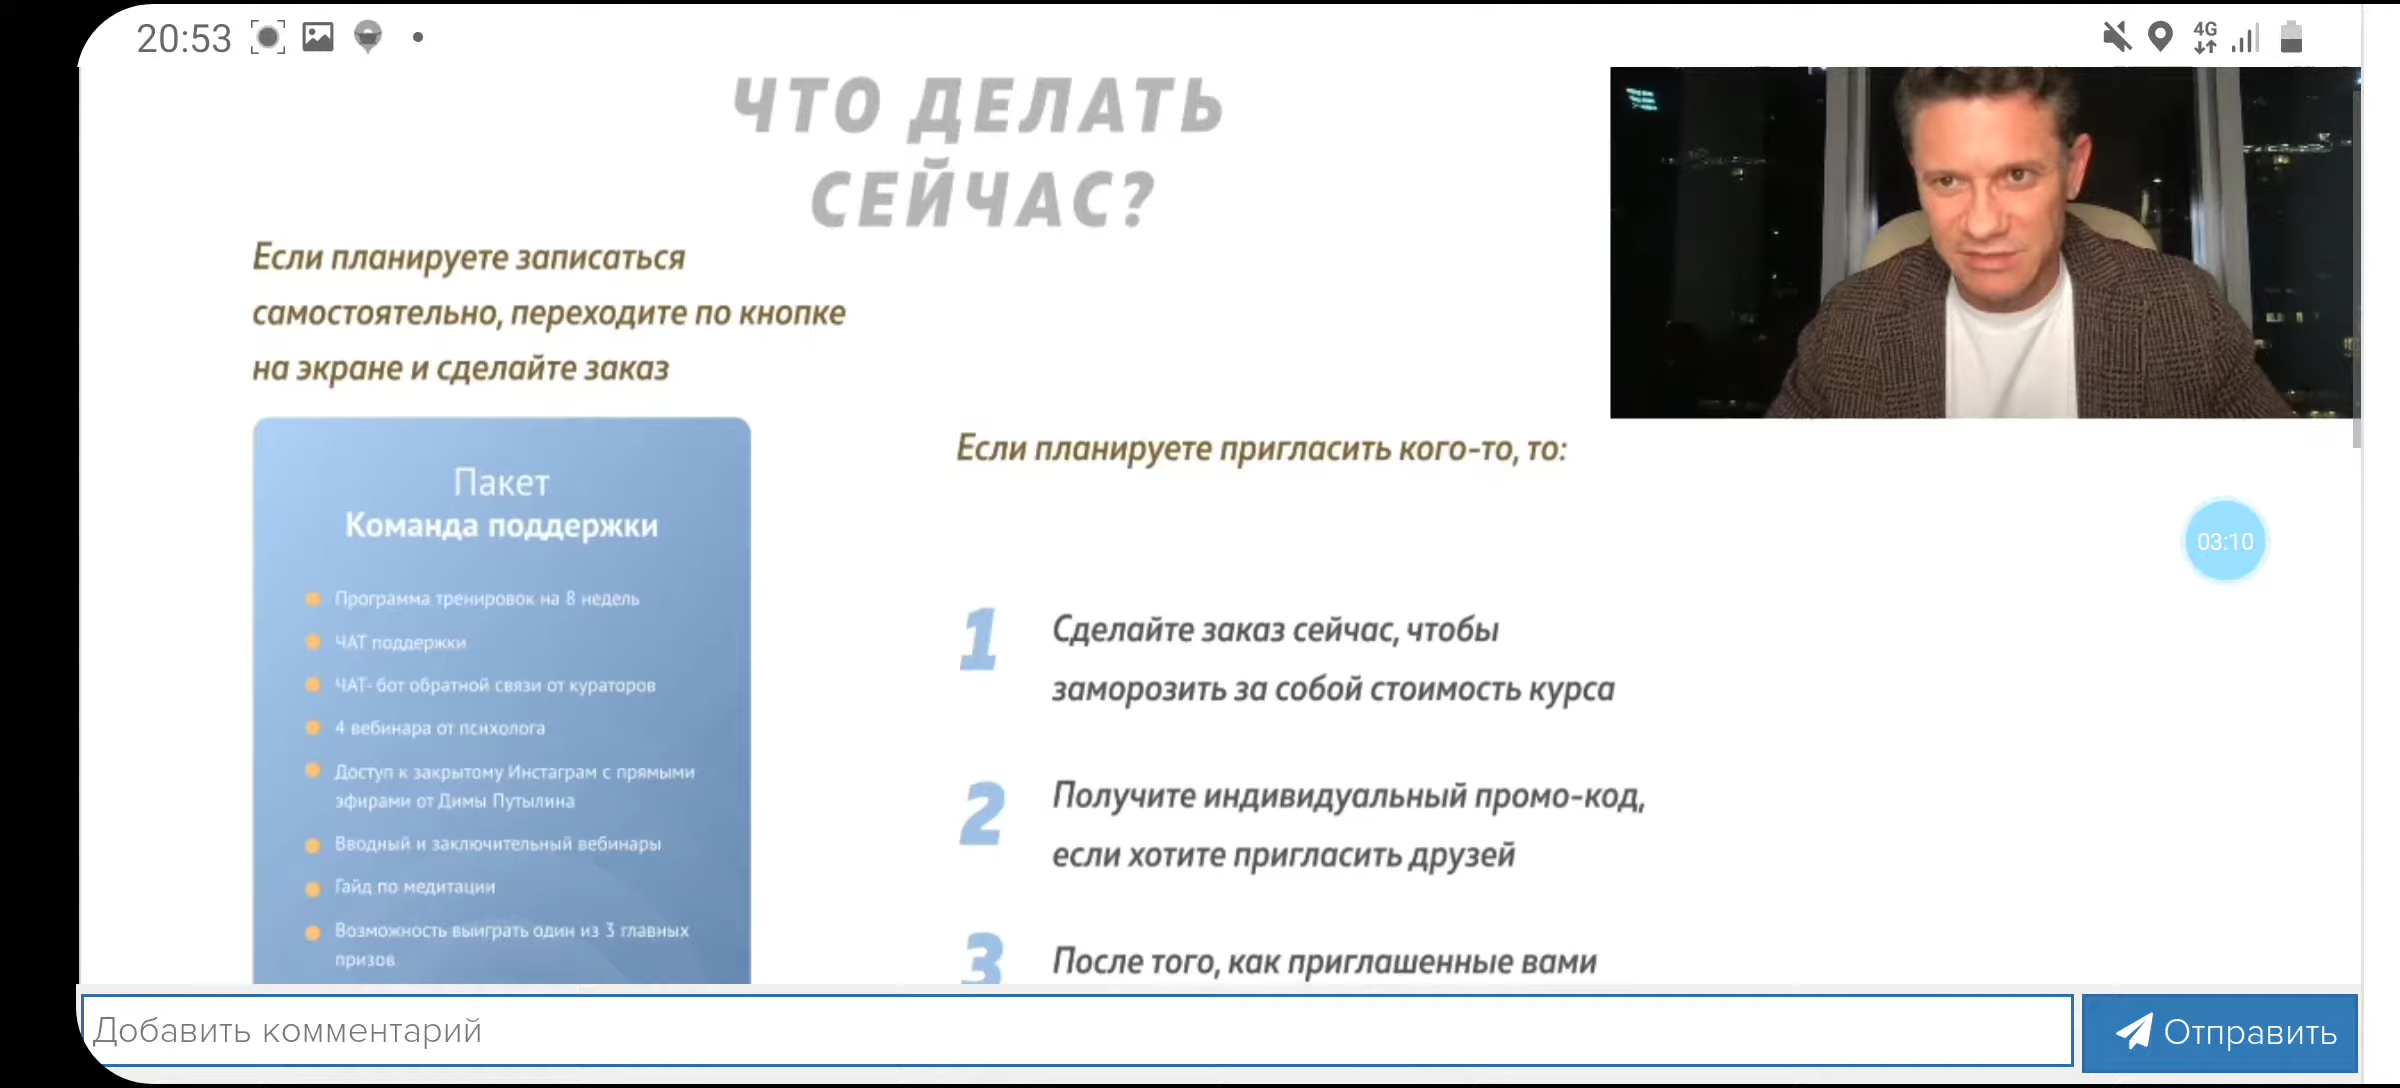 20:53
4G
ЧТО ДЕЛАТЬ
СЕЙЧАС?
Если планируете записаться
самостоятельно, переходите по кнопке
на экране и сделайте заказ
Пакет
Команда поддержки
Программа тренировок на 8 недель
ЧАТ поддержки
ЧАТ- бот обратной связи от кураторов
4 вебинара от психолога
Доступ к закрытому Инстаграм с прямыми
эфирами от Димы Путылина
Вводный и заключительный вебинары
Гайд по медитации
Возможность выиграть один из 3 главных
призов
Если планируете пригласить кого-то, то:
1 Сделайте заказ сейчас, чтобы
заморозить за собой стоимость курса
2 Получите индивидуальный промо-код,
если хотите пригласить друзей
3 После того, как приглашенные вами
03:10
Добавить комментарий
Отправить